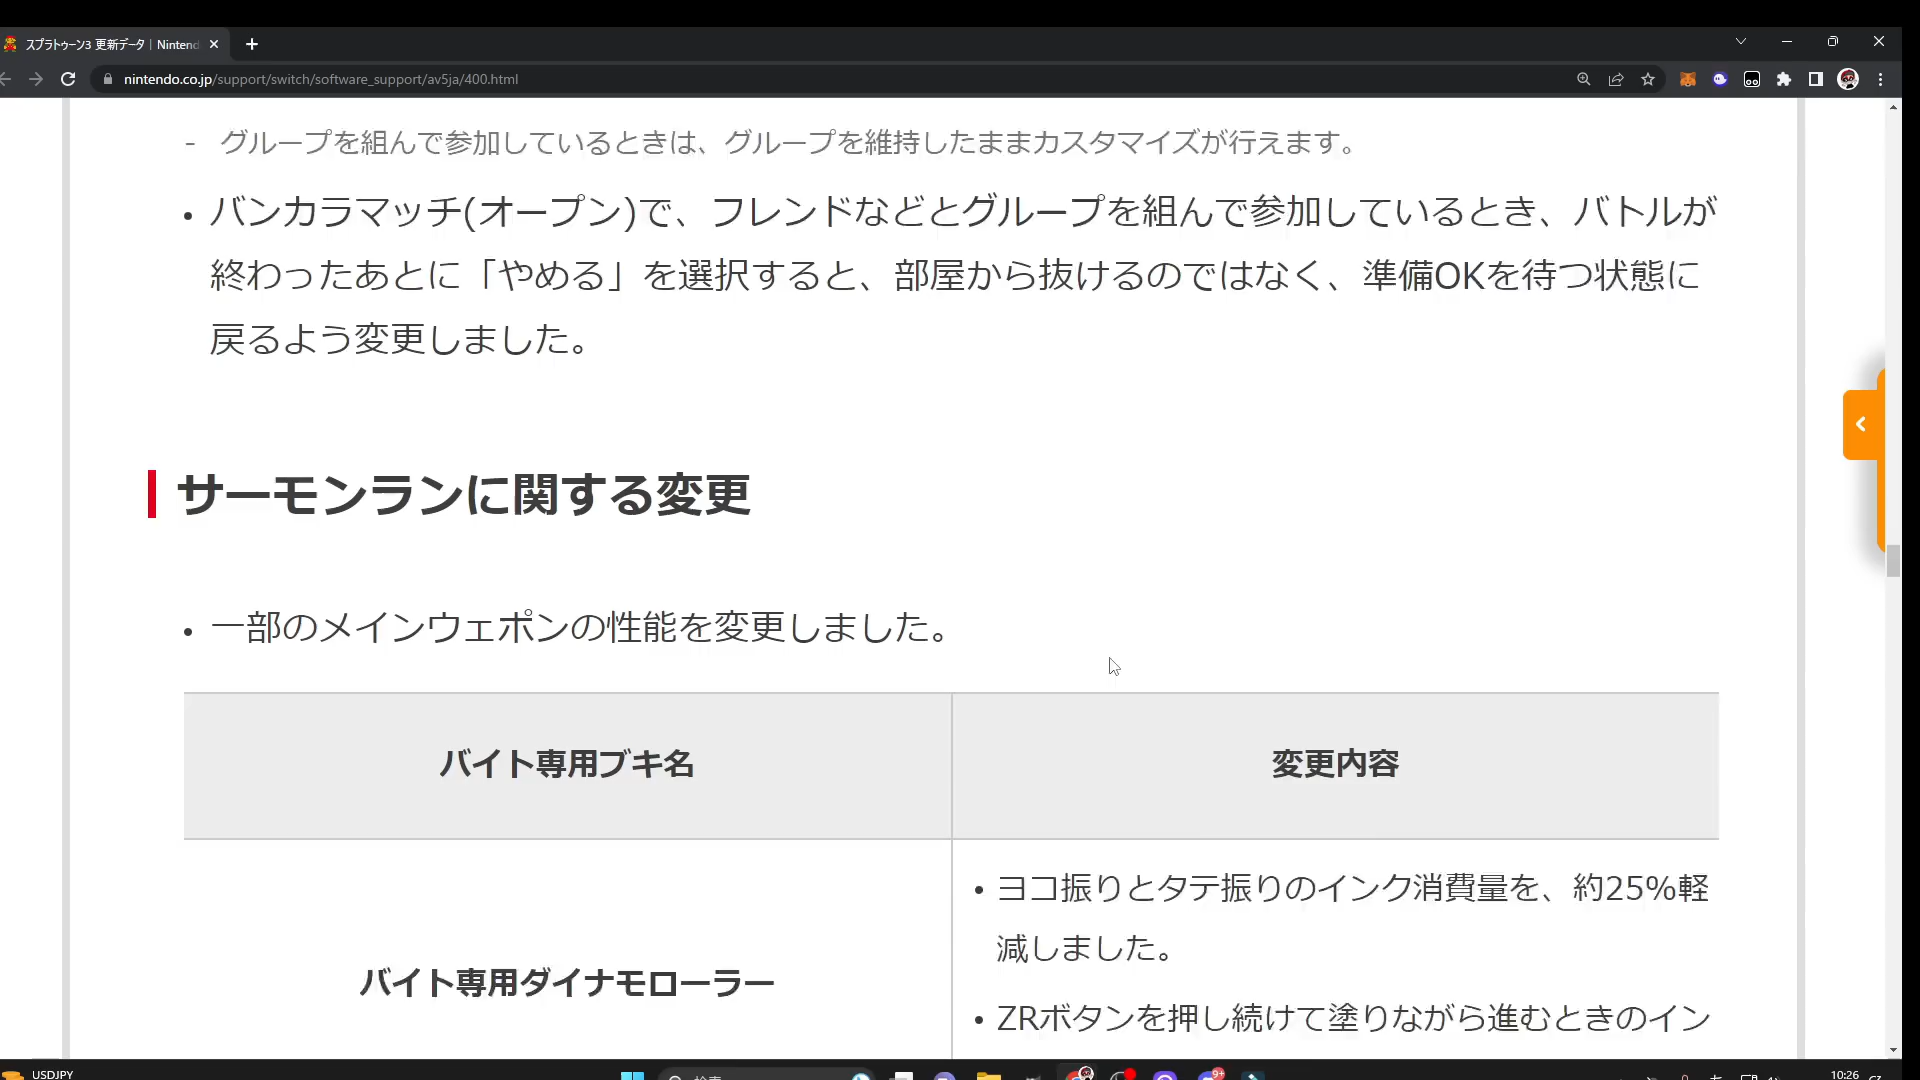 スプラトゥーン3 更新データ | Nintend
nintendo.co.jp/support/switch/software_support/av5ja/400.html
- グループを組んで参加しているときは、グループを維持したままカスタマイズが行えます。
• バンカラマッチ(オープン)で、フレンドなどとグループを組んで参加しているとき、バトルが
終わったあとに「やめる」を選択すると、部屋から抜けるのではなく、準備OKを待つ状態に
戻るよう変更しました。
サーモンランに関する変更
• 一部のメインウェポンの性能を変更しました。
バイト専用ブキ名
変更内容
• ヨコ振りとタテ振りのインク消費量を、約25%軽
減しました。
バイト専用ダイナモローラー
• ZRボタンを押し続けて塗りながら進むときのイン
USDJPY
検索
9+
10:26